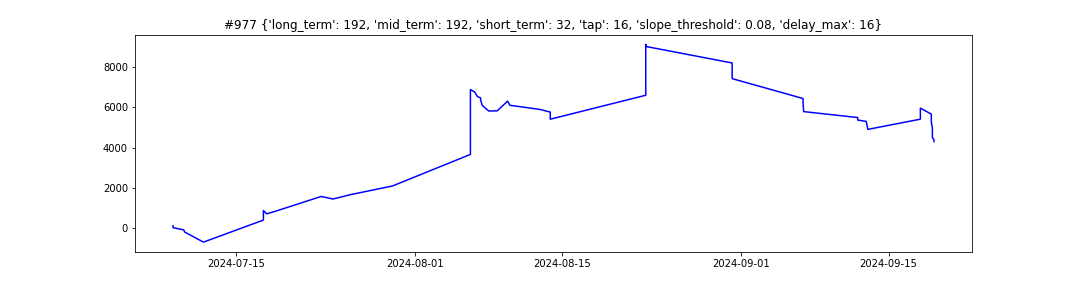 #977 {'long_term': 192, 'mid_term': 192, 'short_term': 32, 'tap': 16, 'slope_threshold': 0.08, 'delay_max': 16}
8000
6000
4000
2000
0
2024-07-15 2024-08-01 2024-08-15 2024-09-01 2024-09-15